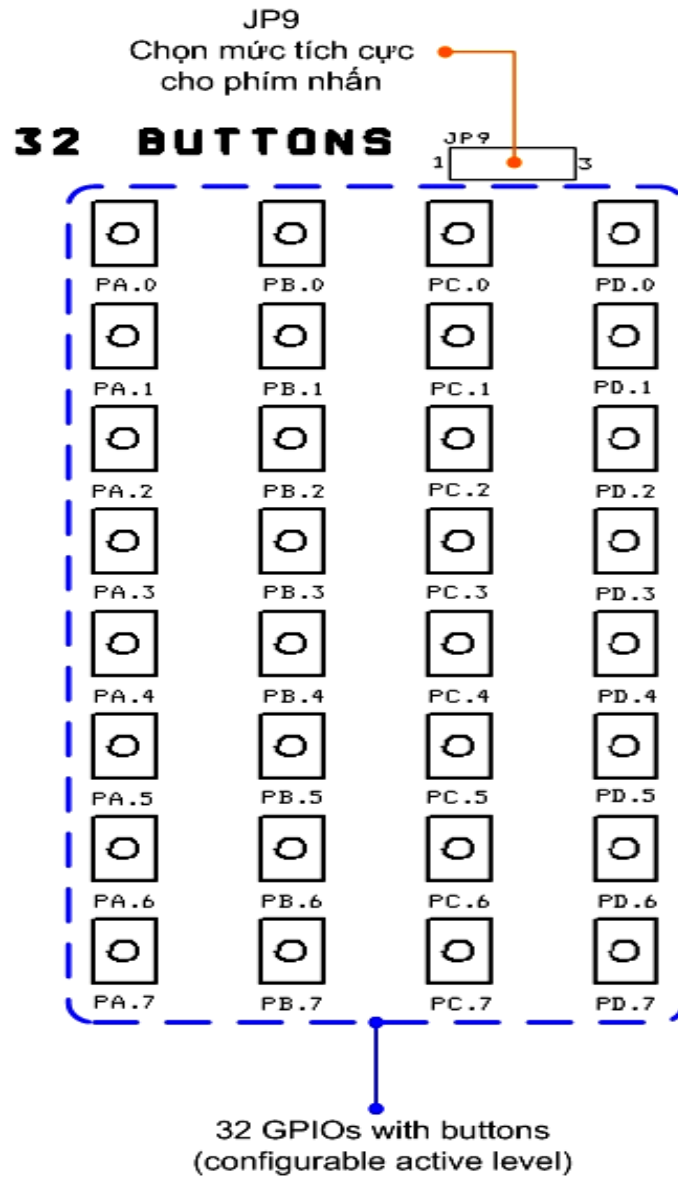 JP9
Chọn mức tích cực
cho phím nhấn
32 BUTTONS
JP9
1 3
PA.0 PB.0 PC.0 PD.0
PA.1 PB.1 PC.1 PD.1
PA.2 PB.2 PC.2 PD.2
PA.3 PB.3 PC.3 PD.3
PA.4 PB.4 PC.4 PD.4
PA.5 PB.5 PC.5 PD.5
PA.6 PB.6 PC.6 PD.6
PA.7 PB.7 PC.7 PD.7
32 GPIOs with buttons
(configurable active level)